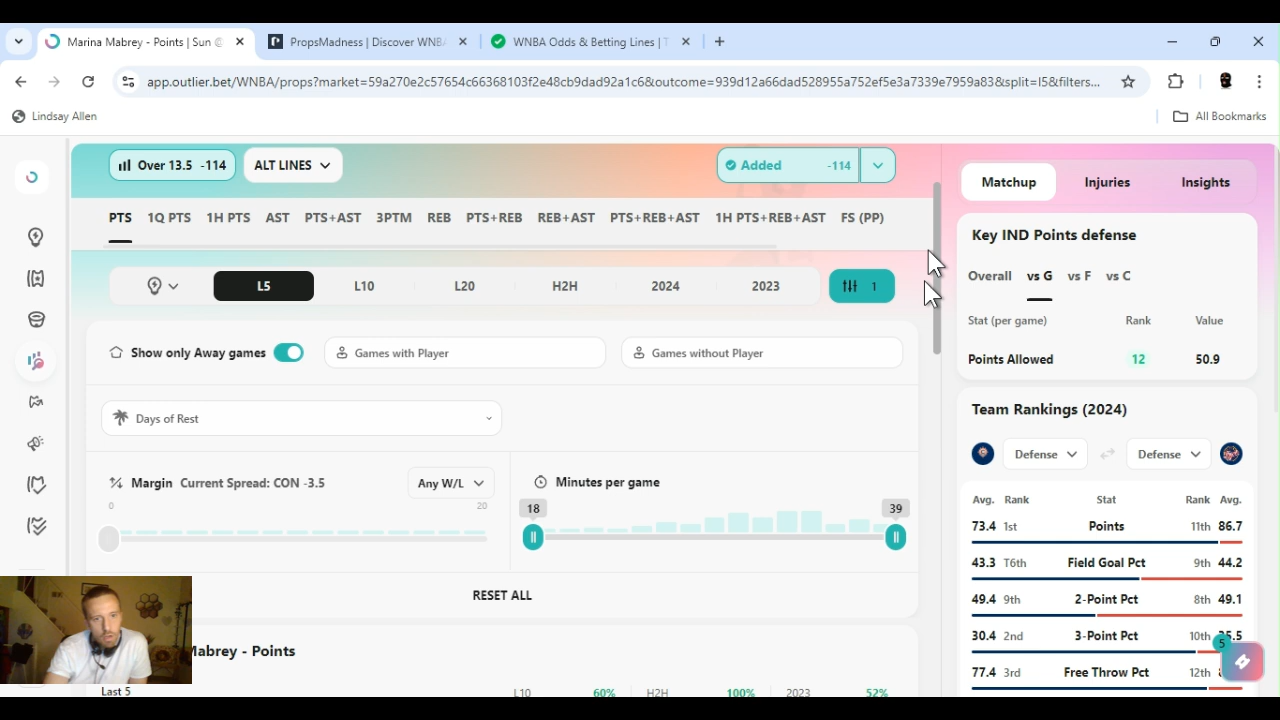 Marina Mabrey - Points | Sun @
PropsMadness | Discover WNB
WNBA Odds & Betting Lines | T
app.outlier.bet/WNBA/props?market=59a270e2c57654c66368103f2e48cb9dad92a1c6&outcome=939d12a66dad528955a752ef5e3a7339e7959a83&split=l5&filters...
Lindsay Allen
All Bookmarks
Over 13.5 -114
ALT LINES
Added -114
PTS 1Q PTS 1H PTS AST PTS+AST 3PTM REB PTS+REB REB+AST PTS+REB+AST 1H PTS+REB+AST FS (PP)
L5 L10 L20 H2H 2024 2023 1
Show only Away games
Games with Player
Games without Player
Days of Rest
Margin Current Spread: CON -3.5
Any W/L
0 20
Minutes per game
18 39
RESET ALL
Mabrey - Points
Last 5
L10 60% H2H 100% 2023 52%
Matchup Injuries Insights
Key IND Points defense
Overall vs G vs F vs C
Stat (per game) Rank Value
Points Allowed 12 50.9
Team Rankings (2024)
Defense Defense
Avg. Rank Stat Rank Avg.
73.4 1st Points 11th 86.7
43.3 T6th Field Goal Pct 9th 44.2
49.4 9th 2-Point Pct 8th 49.1
30.4 2nd 3-Point Pct 10th 5.5
5
77.4 3rd Free Throw Pct 12th